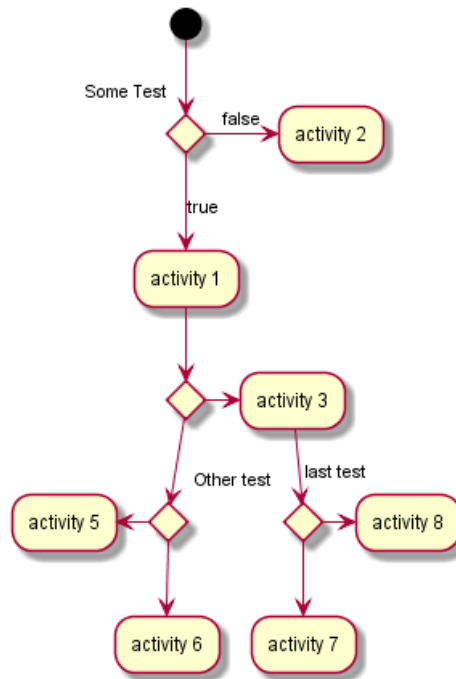 Some Test
false
activity 2
true
activity 1
activity 3
Other test
last test
activity 5
activity 8
activity 6
activity 7